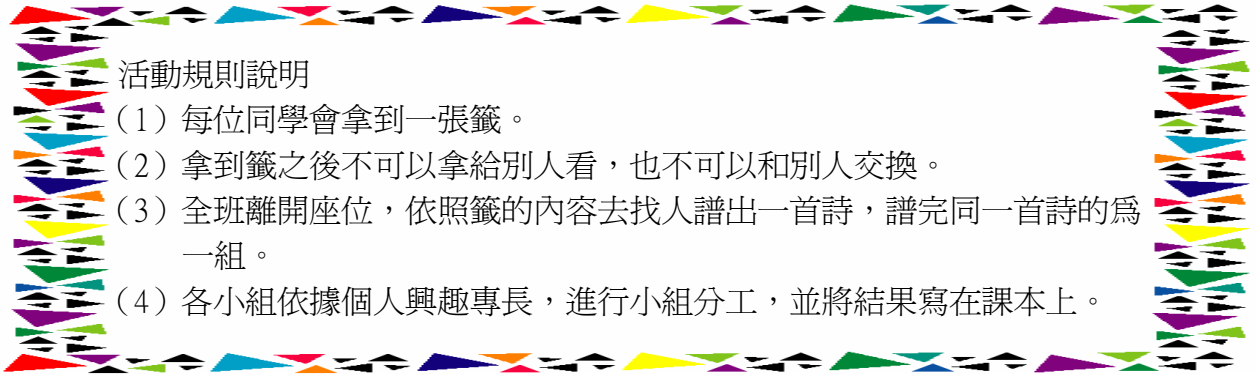 活動規則說明
（1）每位同學會拿到一張籤。
（2）拿到籤之後不可以拿給別人看，也不可以和別人交換。
（3）全班離開座位，依照籤的內容去找人譜出一首詩，譜完同一首詩的為
一組。
（4）各小組依據個人興趣專長，進行小組分工，並將結果寫在課本上。